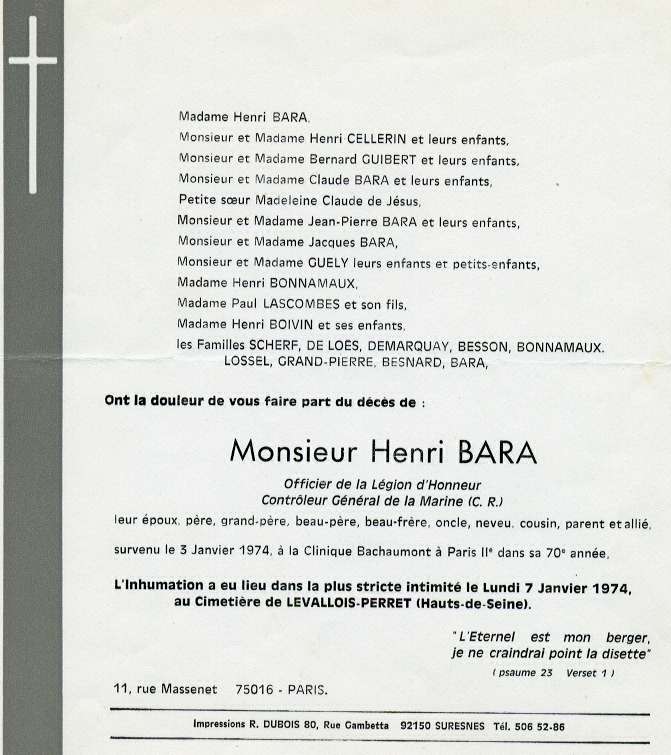 Madame Henri BARA,
Monsieur et Madame Henri CELLERIN et leurs enfants,
Monsieur et Madame Bernard GUIBERT et leurs enfants,
Monsieur et Madame Claude BARA et leurs enfants,
Petite sœur Madeleine Claude de Jésus,
Monsieur et Madame Jean-Pierre BARA et leurs enfants,
Monsieur et Madame Jacques BARA,
Monsieur et Madame GUELY leurs enfants et petits-enfants,
Madame Henri BONNAMAUX,
Madame Paul LASCOMBES et son fils,
Madame Henri BOIVIN et ses enfants,
les Familles SCHERF, DE LOES, DEMARQUAY, BESSON, BONNAMAUX.
LOSSEL, GRAND-PIERRE, BESNARD, BARA,
Ont la douleur de vous faire part du décès de :
Monsieur Henri BARA
Officier de la Légion d'Honneur
Contrôleur Général de la Marine (C. R.)
leur époux, père, grand-père, beau-père, beau-frère, oncle, neveu, cousin, parent et allié,
survenu le 3 Janvier 1974, à la Clinique Bachaumont à Paris IIe dans sa 70e année,
L'Inhumation a eu lieu dans la plus stricte intimité le Lundi 7 Janvier 1974,
au Cimetière de LEVALLOIS-PERRET (Hauts-de-Seine).
"L'Eternel est mon berger,
je ne craindrai point la disette"
( psaume 23 Verset 1 )
11, rue Massenet 75016 - PARIS.
Impressions R. DUBOIS 80, Rue Gambetta 92150 SURESNES Tél. 506 52-86